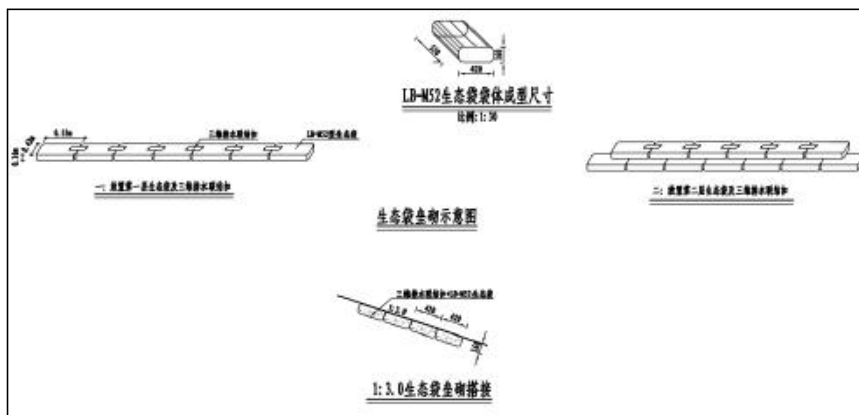 420
LB-M52生态袋袋体成型尺寸
比例:1:30
三维排水联结扣
LB-M52型生态袋
一: 放置第一层生态袋及三维排水联结扣
二: 放置第二层生态袋及三维排水联结扣
生态袋垒砌示意图
三维排水联结扣+LB-M52生态袋
1:3.0
420
420
1:3.0生态袋垒砌搭接